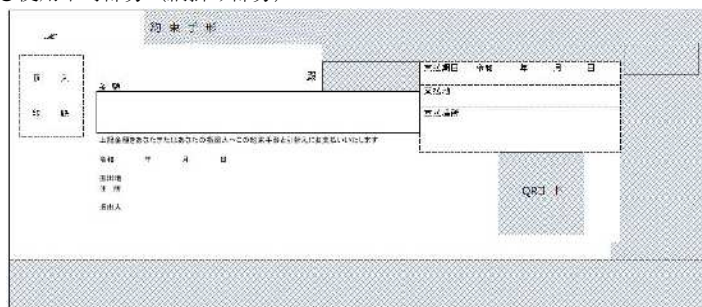 約束手形
収入
印紙
殿
金額
支払期日 令和 年 月 日
支払地
支払場所
上記金額をあなたまたはあなたの指図人へこの約束手形と引替えにお支払いいたします
令和 年 月 日
振出地
住所
振出人
QRコード